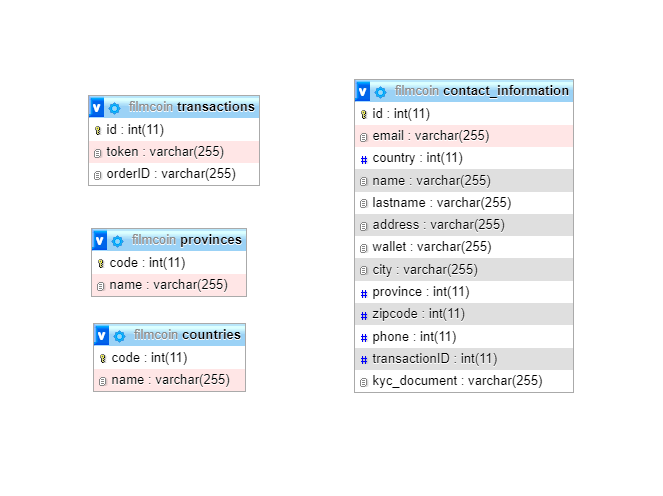 v filmcoin transactions
id : int(11)
token : varchar(255)
orderID : varchar(255)
v filmcoin provinces
code : int(11)
name : varchar(255)
v filmcoin countries
code : int(11)
name : varchar(255)
v filmcoin contact_information
id : int(11)
email : varchar(255)
# country : int(11)
name : varchar(255)
lastname : varchar(255)
address : varchar(255)
wallet : varchar(255)
city : varchar(255)
# province : int(11)
# zipcode : int(11)
# phone : int(11)
# transactionID : int(11)
kyc_document : varchar(255)